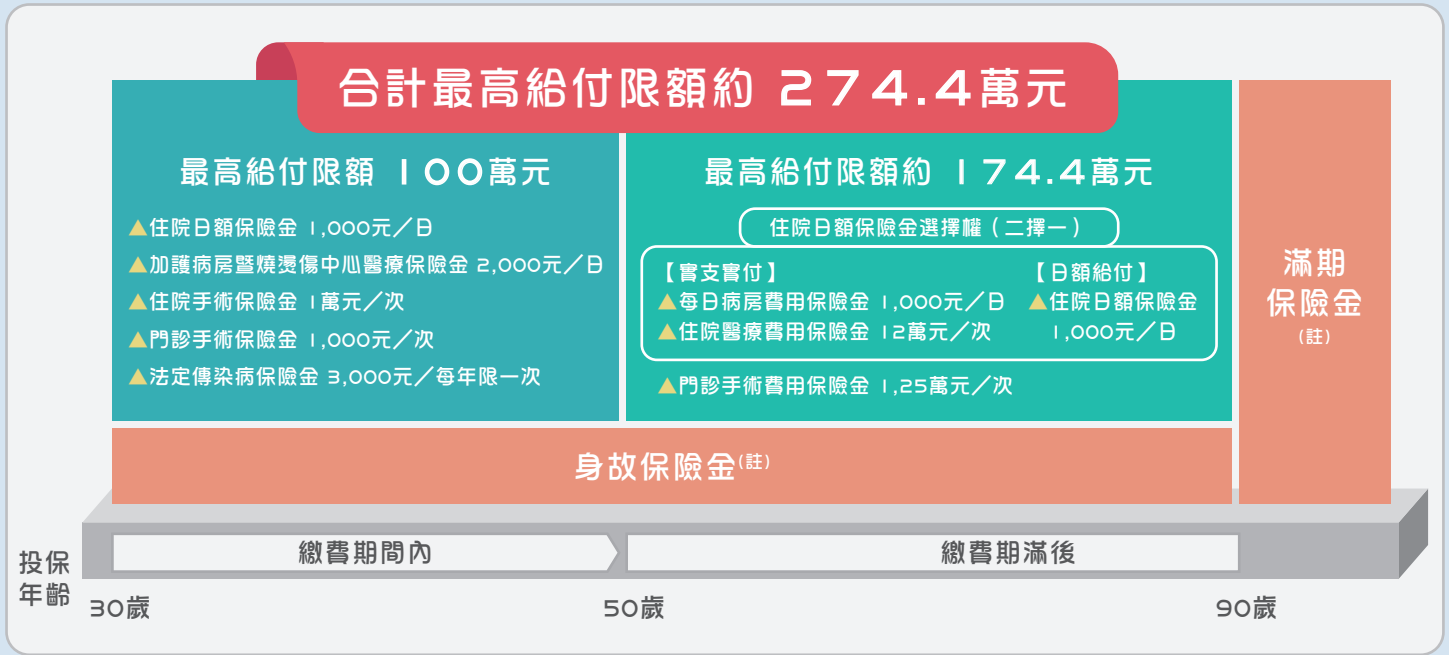 合計最高給付限額約 274.4萬元
最高給付限額 100萬元
▲住院日額保險金 1,000元／日
▲加護病房暨燒燙傷中心醫療保險金 2,000元／日
▲住院手術保險金 1萬元／次
▲門診手術保險金 1,000元／次
▲法定傳染病保險金 3,000元／每年限一次
最高給付限額約 174.4萬元
住院日額保險金選擇權（二擇一）
【實支實付】
▲每日病房費用保險金 1,000元／日
▲住院醫療費用保險金 12萬元／次
【日額給付】
▲住院日額保險金
1,000元／日
▲門診手術費用保險金 1,25萬元／次
滿期
保險金
(註)
身故保險金(註)
繳費期間內
繳費期滿後
投保
年齡
30歲
50歲
90歲